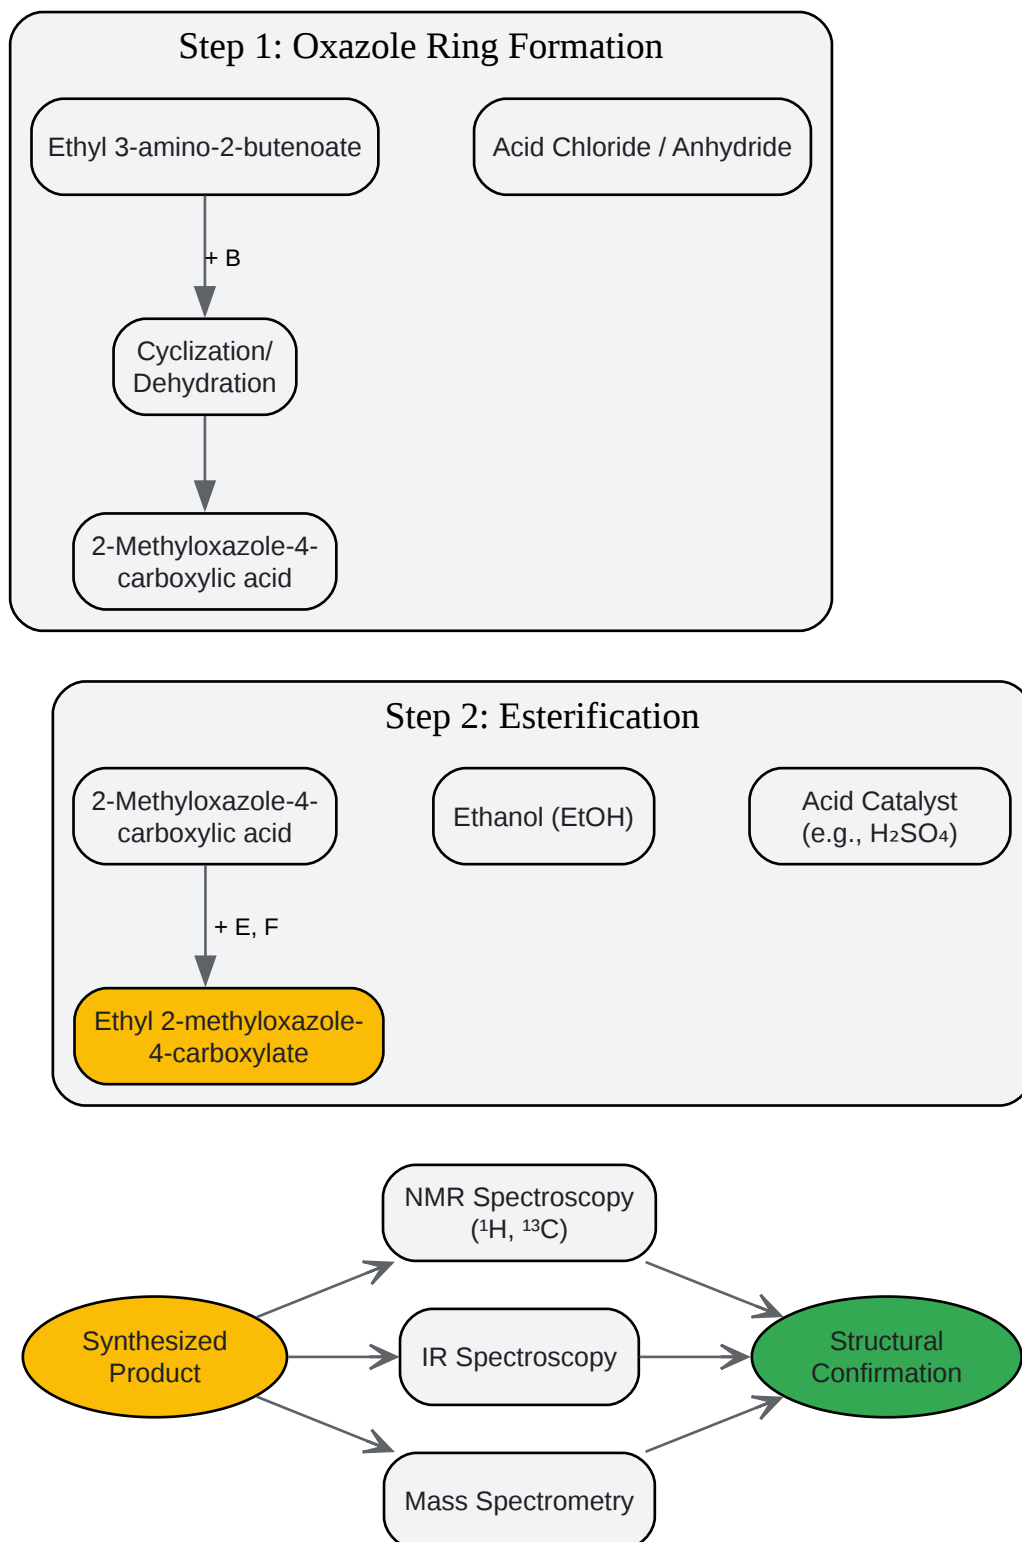 Step 1: Oxazole Ring Formation
Ethyl 3-amino-2-butenoate
Acid Chloride / Anhydride
+ B
Cyclization/
Dehydration
2-Methyloxazole-4-
carboxylic acid
Step 2: Esterification
2-Methyloxazole-4-
carboxylic acid
Ethanol (EtOH)
Acid Catalyst
(e.g., H₂SO₄)
+ E, F
Ethyl 2-methyloxazole-
4-carboxylate
NMR Spectroscopy
(¹H, ¹³C)
Synthesized
Product
IR Spectroscopy
Structural
Confirmation
Mass Spectrometry